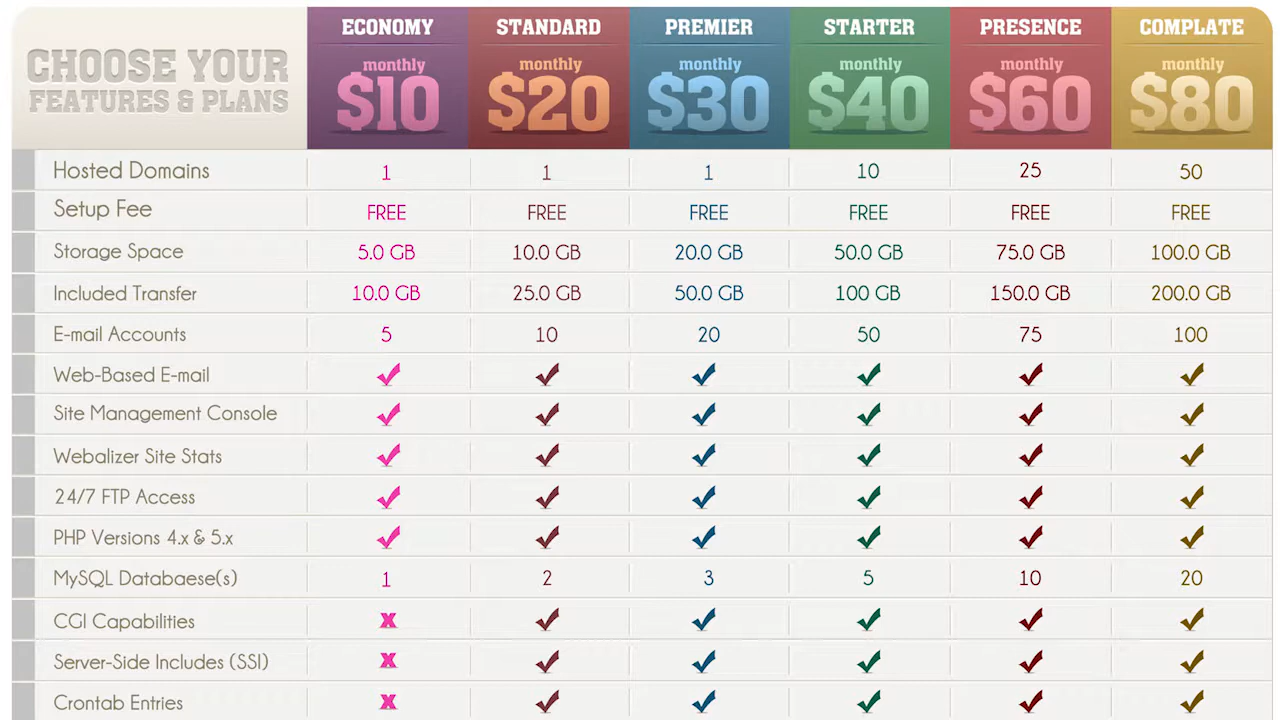 CHOOSE YOUR
FEATURES & PLANS
ECONOMY STANDARD PREMIER STARTER PRESENCE COMPLATE
monthly monthly monthly monthly monthly monthly
$10 $20 $30 $40 $60 $80
Hosted Domains 1 1 1 10 25 50
Setup Fee FREE FREE FREE FREE FREE FREE
Storage Space 5.0 GB 10.0 GB 20.0 GB 50.0 GB 75.0 GB 100.0 GB
Included Transfer 10.0 GB 25.0 GB 50.0 GB 100 GB 150.0 GB 200.0 GB
E-mail Accounts 5 10 20 50 75 100
Web-Based E-mail
Site Management Console
Webalizer Site Stats
24/7 FTP Access
PHP Versions 4.x & 5.x
MySQL Databaese(s) 1 2 3 5 10 20
CGI Capabilities X
Server-Side Includes (SSI) X
Crontab Entries X